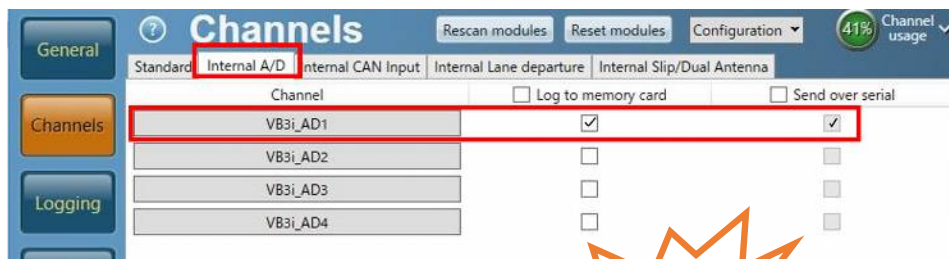 General
Channels
Logging
? Channels
Rescan modules Reset modules Configuration
41% Channel usage
Standard Internal A/D Internal CAN Input Internal Lane departure Internal Slip/Dual Antenna
Channel Log to memory card Send over serial
VB3i_AD1
VB3i_AD2
VB3i_AD3
VB3i_AD4